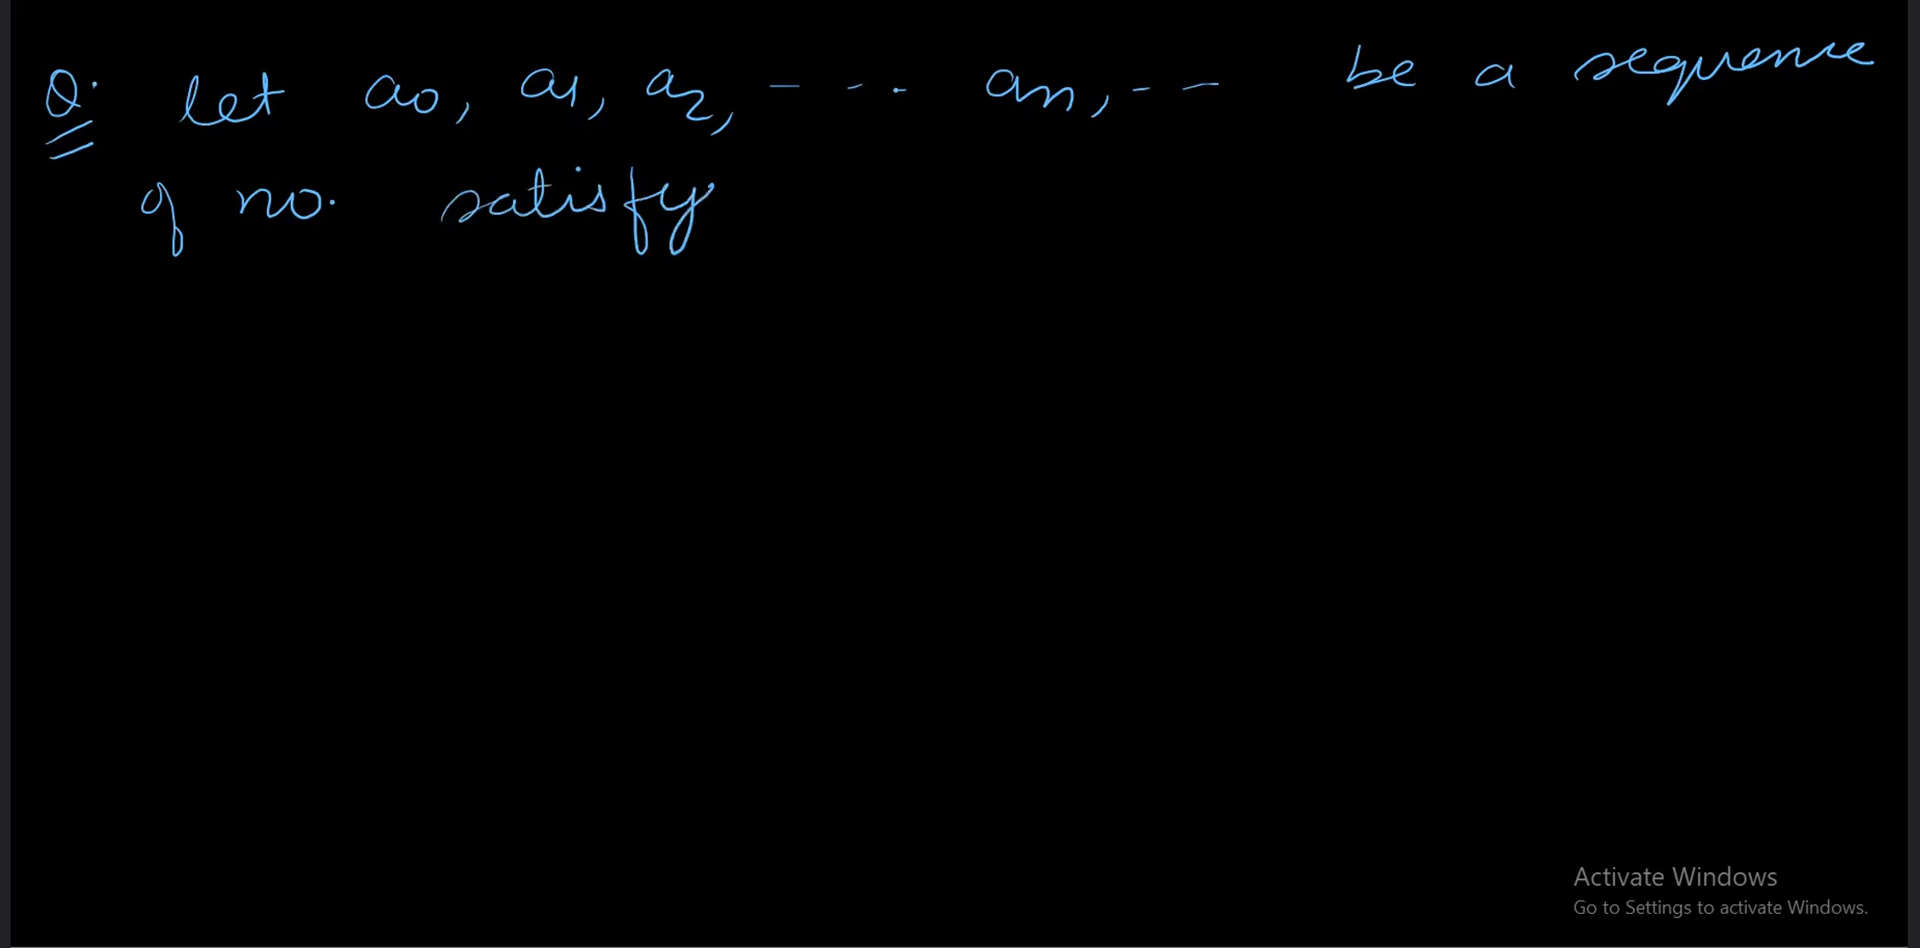 Q. let a0, a1, a2, - - . . an, - - be a sequence
of no. satisfy
Activate Windows
Go to Settings to activate Windows.